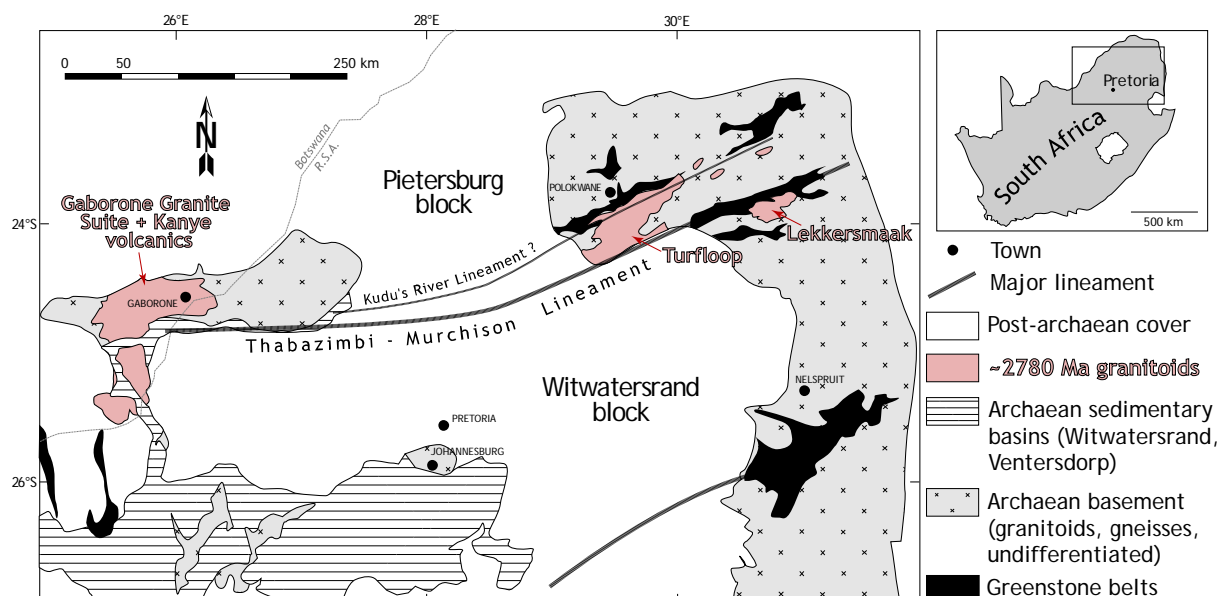 26°E
28°E
30°E
0
50
250 km
N
Botswana
R.S.A.
Pietersburg
block
POLOKWANE
Gaborone Granite
Suite + Kanye
volcanics
24°S
Lekkersmaak
Turfloop
Kudu's River Lineament ?
GABORONE
Thabazimbi - Murchison Lineament
Witwatersrand
block
NELSPRUIT
PRETORIA
JOHANNESBURG
26°S
Pretoria
South Africa
500 km
Town
Major lineament
Post-archaean cover
~2780 Ma granitoids
Archaean sedimentary
basins (Witwatersrand,
Ventersdorp)
Archaean basement
(granitoids, gneisses,
undifferentiated)
Greenstone belts